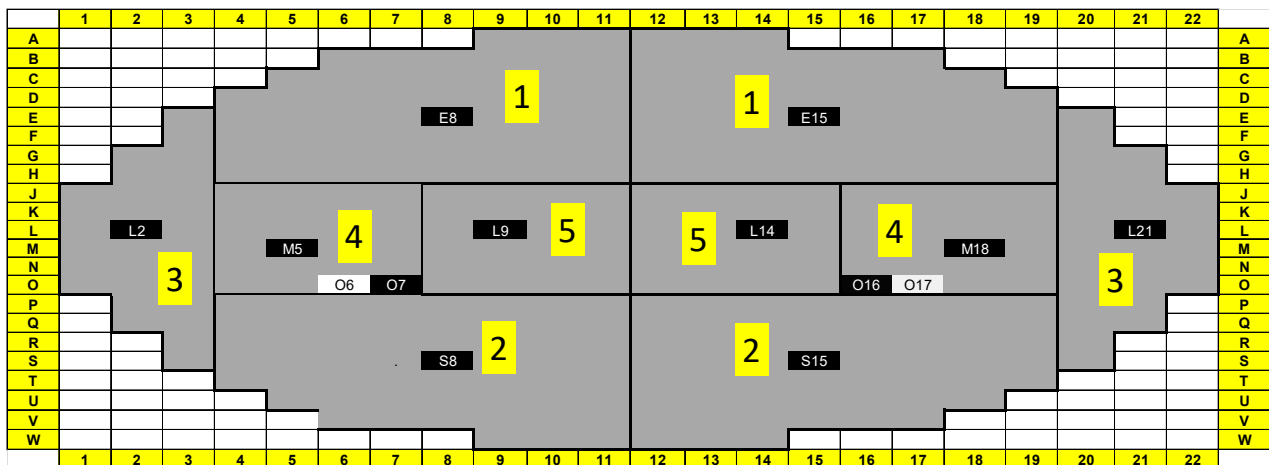 1 2 3 4 5 6 7 8 9 10 11 12 13 14 15 16 17 18 19 20 21 22
A A
B B
C C
D D
1 1
E E8 E15 E
F F
G G
H H
J J
K K
L L2 L9 L14 L21 L
4 5 5 4
M M5 M18 M
N N
3 3
O O6 O7 O16 O17 O
P P
Q Q
R R
2 2
S S8 S15 S
T T
U U
V V
W W
1 2 3 4 5 6 7 8 9 10 11 12 13 14 15 16 17 18 19 20 21 22